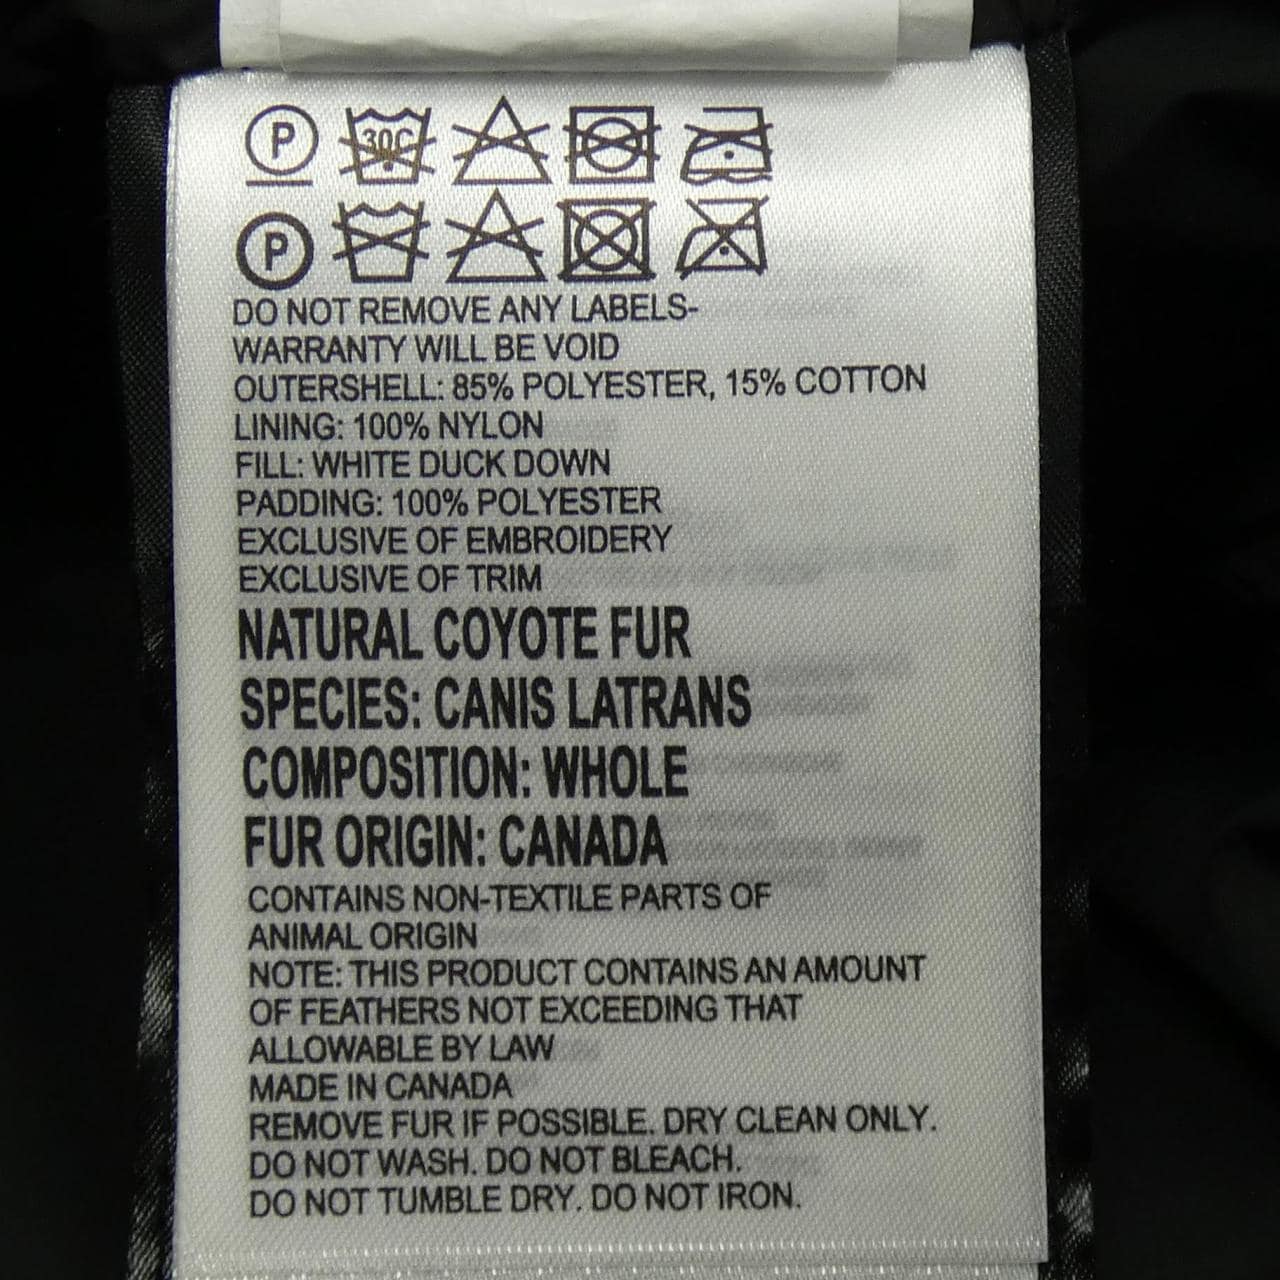 P 30C
P
DO NOT REMOVE ANY LABELS-
WARRANTY WILL BE VOID
OUTERSHELL: 85% POLYESTER, 15% COTTON
LINING: 100% NYLON
FILL: WHITE DUCK DOWN
PADDING: 100% POLYESTER
EXCLUSIVE OF EMBROIDERY
EXCLUSIVE OF TRIM
NATURAL COYOTE FUR
SPECIES: CANIS LATRANS
COMPOSITION: WHOLE
FUR ORIGIN: CANADA
CONTAINS NON-TEXTILE PARTS OF
ANIMAL ORIGIN
NOTE: THIS PRODUCT CONTAINS AN AMOUNT
OF FEATHERS NOT EXCEEDING THAT
ALLOWABLE BY LAW
MADE IN CANADA
REMOVE FUR IF POSSIBLE. DRY CLEAN ONLY.
DO NOT WASH. DO NOT BLEACH.
DO NOT TUMBLE DRY. DO NOT IRON.